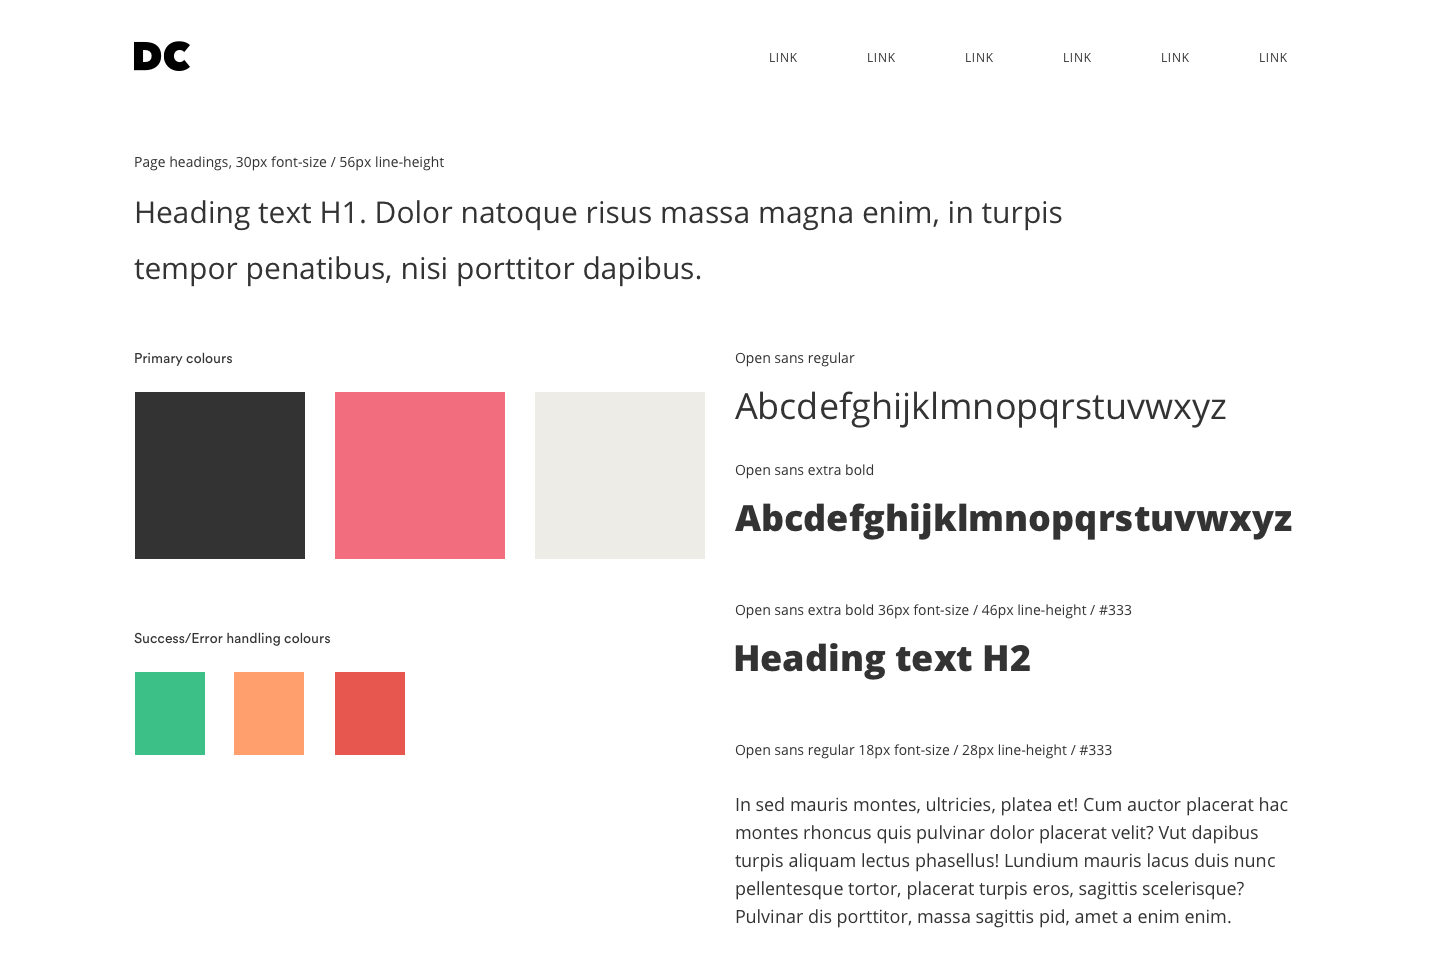 DC
LINK LINK LINK LINK LINK LINK
Page headings, 30px font-size / 56px line-height
Heading text H1. Dolor natoque risus massa magna enim, in turpis
tempor penatibus, nisi porttitor dapibus.
Primary colours
Success/Error handling colours
Open sans regular
Abcdefghijklmnopqrstuvwxyz
Open sans extra bold
Abcdefghijklmnopqrstuvwxyz
Open sans extra bold 36px font-size / 46px line-height / #333
Heading text H2
Open sans regular 18px font-size / 28px line-height / #333
In sed mauris montes, ultricies, platea et! Cum auctor placerat hac
montes rhoncus quis pulvinar dolor placerat velit? Vut dapibus
turpis aliquam lectus phasellus! Lundium mauris lacus duis nunc
pellentesque tortor, placerat turpis eros, sagittis scelerisque?
Pulvinar dis porttitor, massa sagittis pid, amet a enim enim.